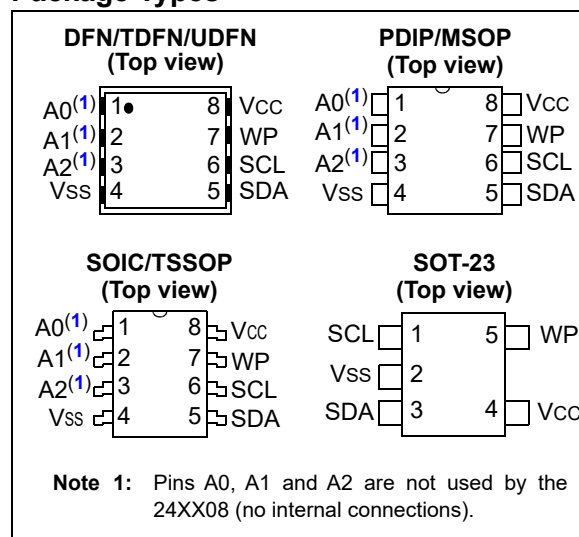 Package Types
DFN/TDFN/UDFN
(Top view)
A0(1) 1 8 VCC
A1(1) 2 7 WP
A2(1) 3 6 SCL
VSS 4 5 SDA
PDIP/MSOP
(Top view)
A0(1) 1 8 VCC
A1(1) 2 7 WP
A2(1) 3 6 SCL
VSS 4 5 SDA
SOIC/TSSOP
(Top view)
A0(1) 1 8 VCC
A1(1) 2 7 WP
A2(1) 3 6 SCL
VSS 4 5 SDA
SOT-23
(Top view)
SCL 1 5 WP
VSS 2
SDA 3 4 VCC
Note 1: Pins A0, A1 and A2 are not used by the
24XX08 (no internal connections).